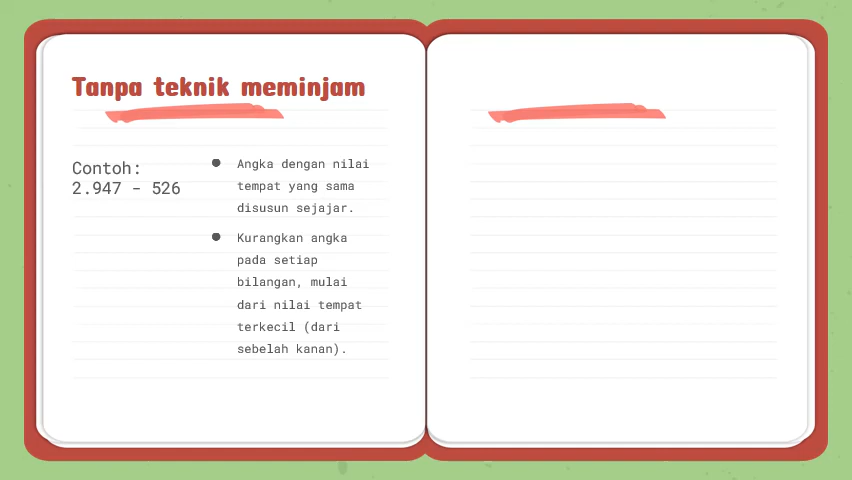 Tanpa teknik meminjam
Contoh:
2.947 - 526
● Angka dengan nilai
tempat yang sama
disusun sejajar.
● Kurangkan angka
pada setiap
bilangan, mulai
dari nilai tempat
terkecil (dari
sebelah kanan).